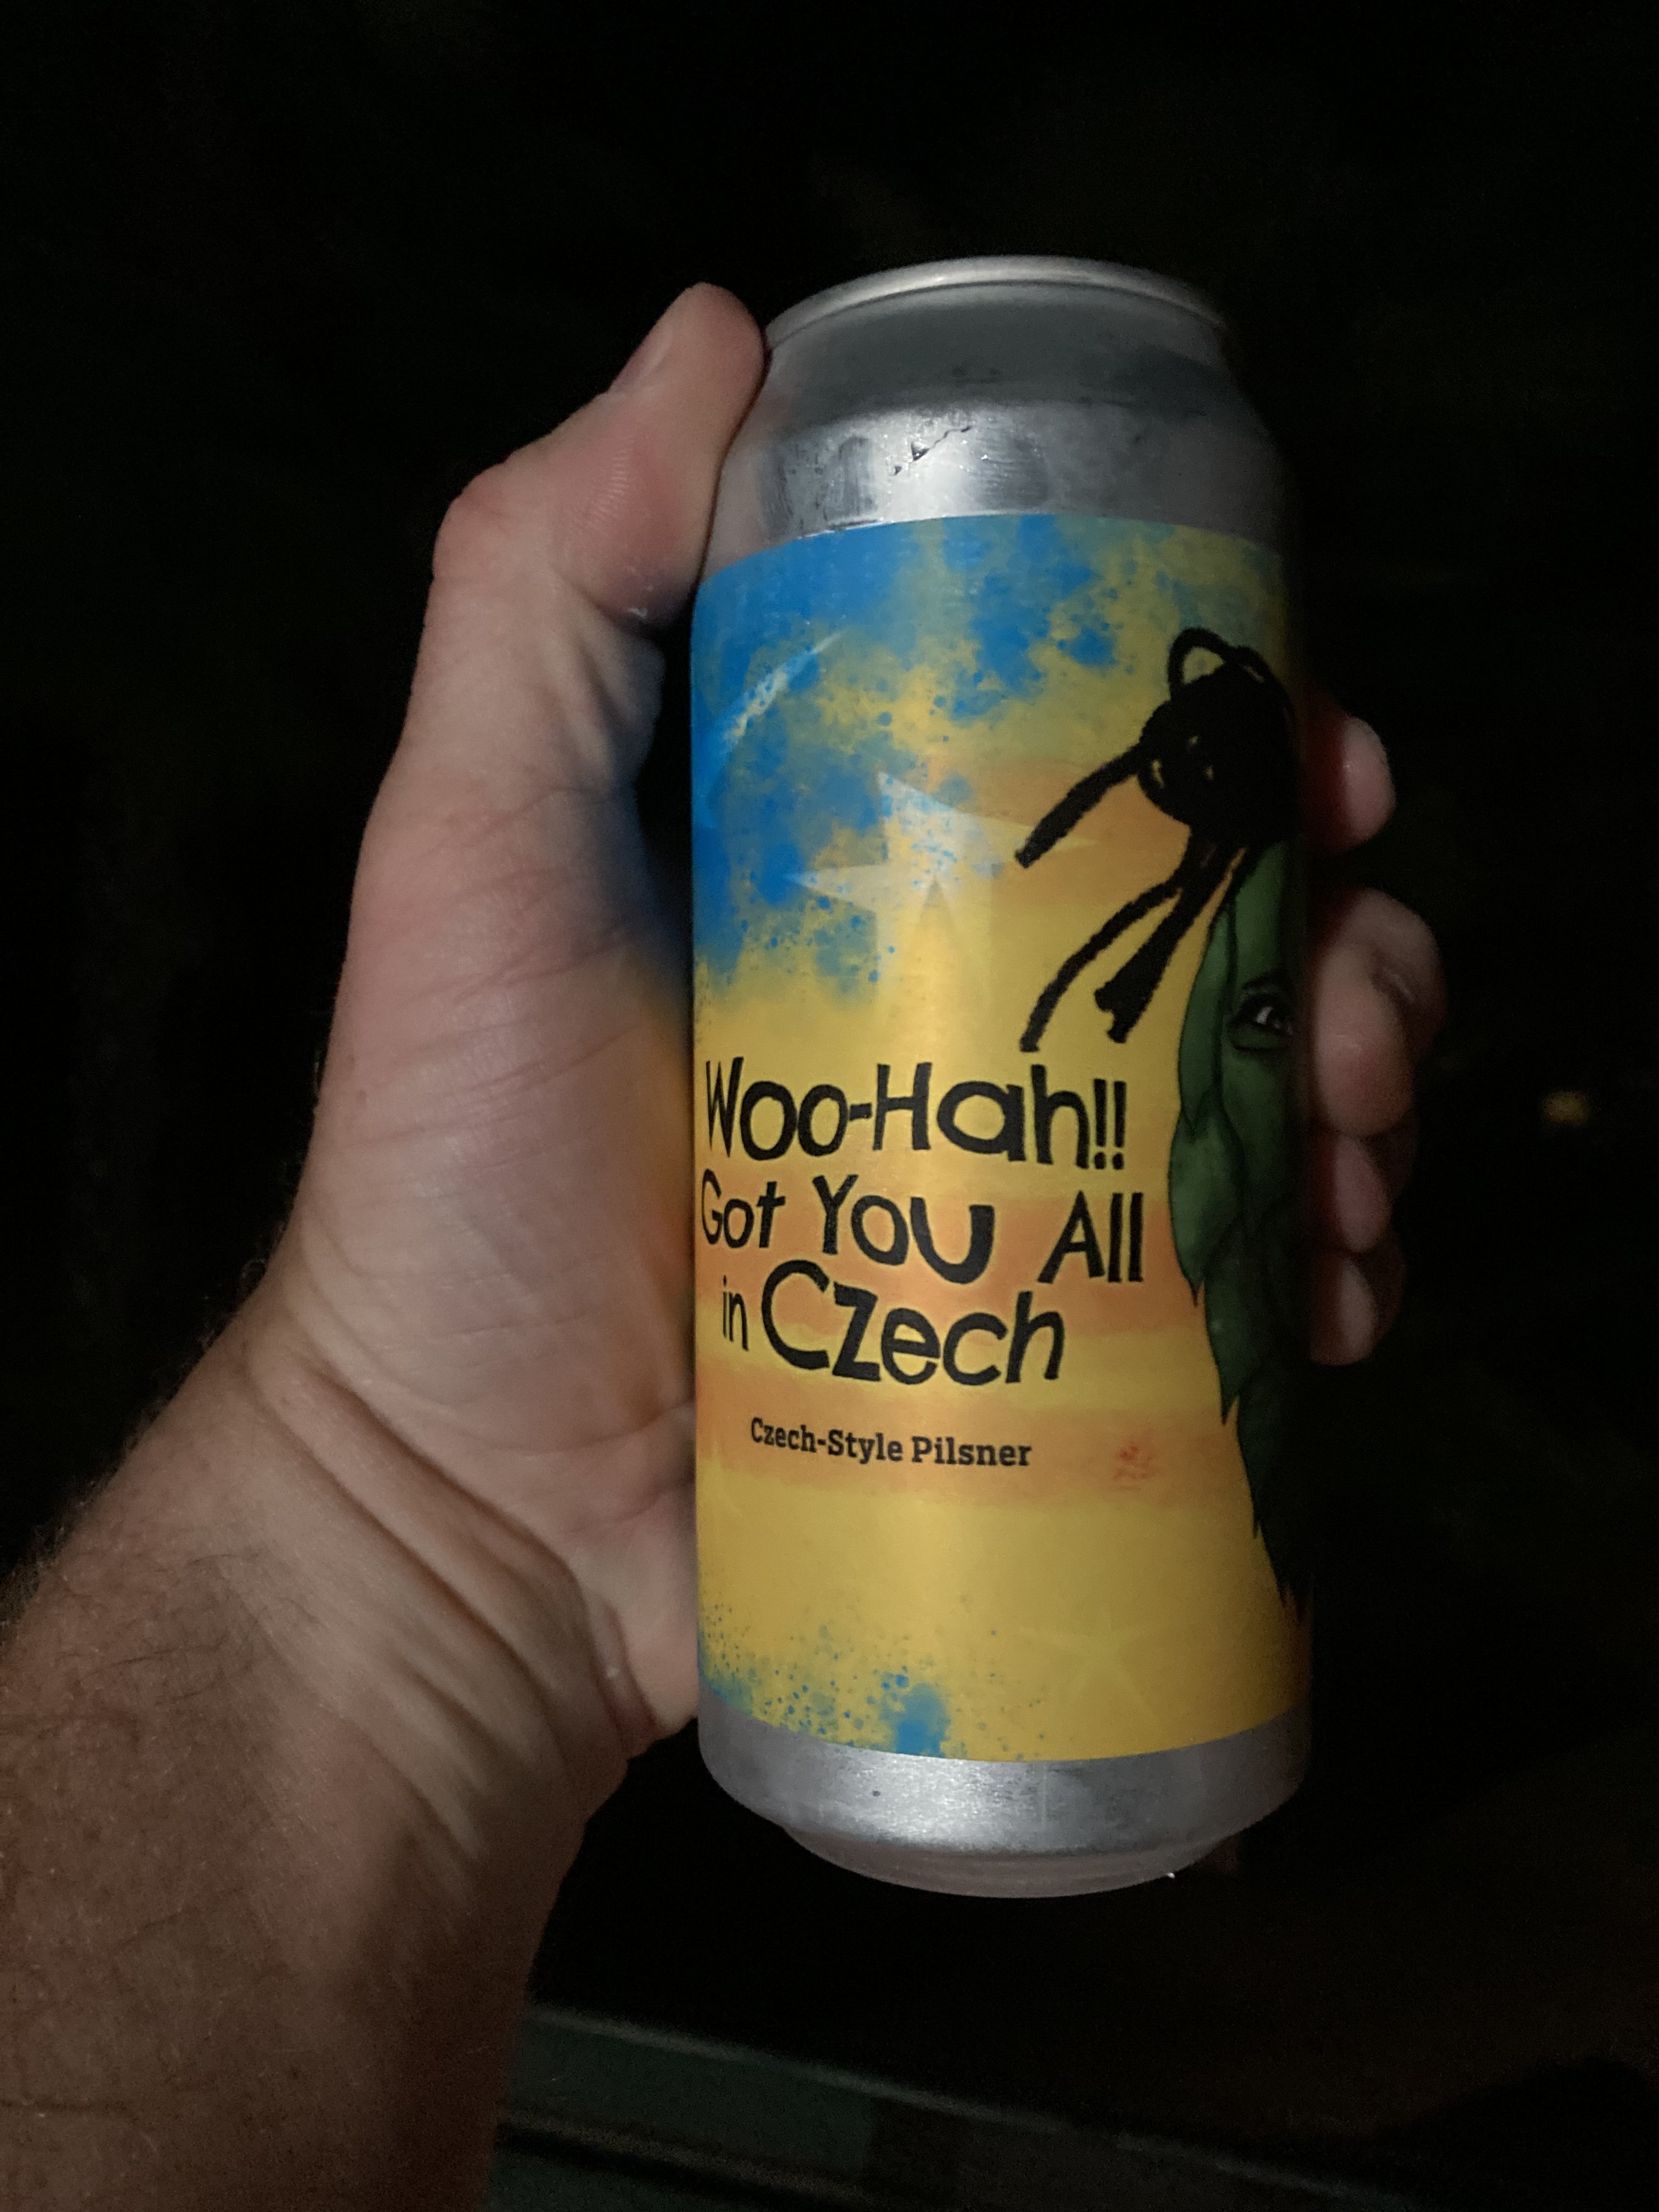 Woo-Hah!!
Got You All
in Czech
Czech-Style Pilsner